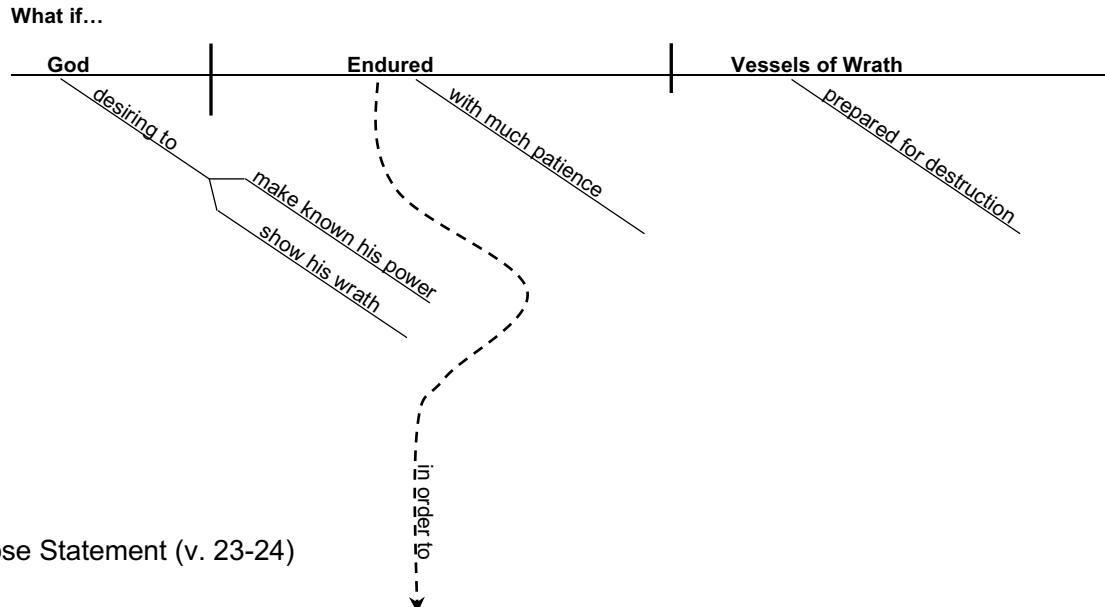 What if…
God
Endured
Vessels of Wrath
desiring to
with much patience
prepared for destruction
make known his power
show his wrath
in order to
ose Statement (v. 23-24)